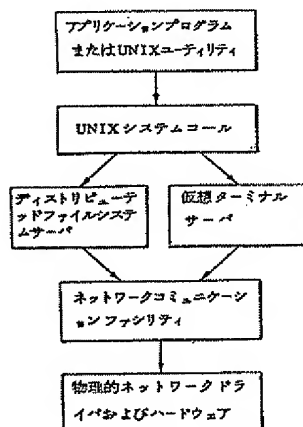 アプリケーションプログラム
またはUNIXユーティリティ
UNIXシステムコール
ディストリビューテ
ッドファイルシステ
ムサーバ
仮想ターミナル
サーバ
ネットワークコミュニケーシ
ョンファシリティ
物理的ネットワークドラ
イバおよびハードウェア